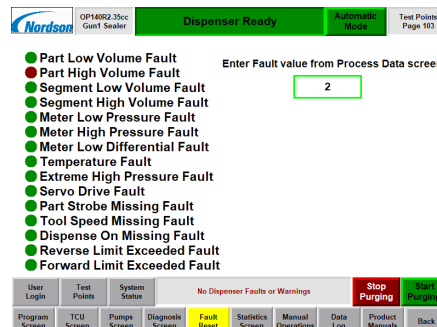 Nordson
OP140R2-35cc
Gun1 Sealer
Dispenser Ready
Automatic
Mode
Test Points
Page 103
Part Low Volume Fault
Part High Volume Fault
Segment Low Volume Fault
Segment High Volume Fault
Meter Low Pressure Fault
Meter High Pressure Fault
Meter Low Differential Fault
Temperature Fault
Extreme High Pressure Fault
Servo Drive Fault
Part Strobe Missing Fault
Tool Speed Missing Fault
Dispense On Missing Fault
Reverse Limit Exceeded Fault
Forward Limit Exceeded Fault
Enter Fault value from Process Data screen
2
User
Login
Test
Points
System
Status
No Dispenser Faults or Warnings
Stop
Purging
Start
Purging
Program
Screen
TCU
Screen
Pumps
Screen
Diagnosis
Screen
Fault
Reset
Statistics
Screen
Manual
Operations
Data
Log
Product
Manuals
Back